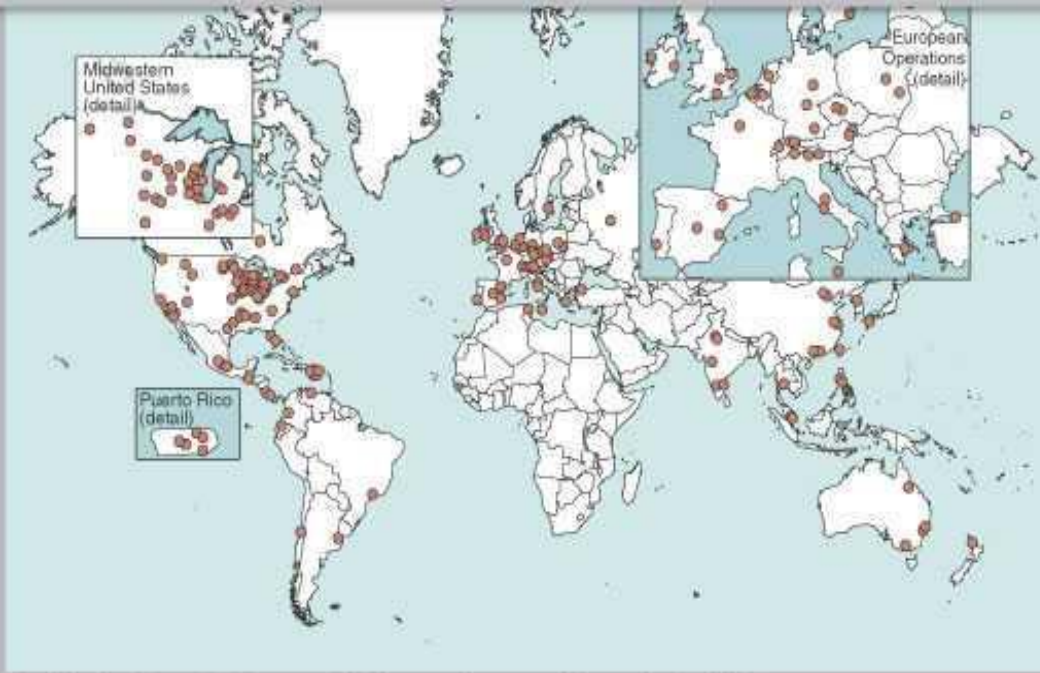 Midwestern
United States
(detail)
European
Operations
(detail)
Puerto Rico
(detail)